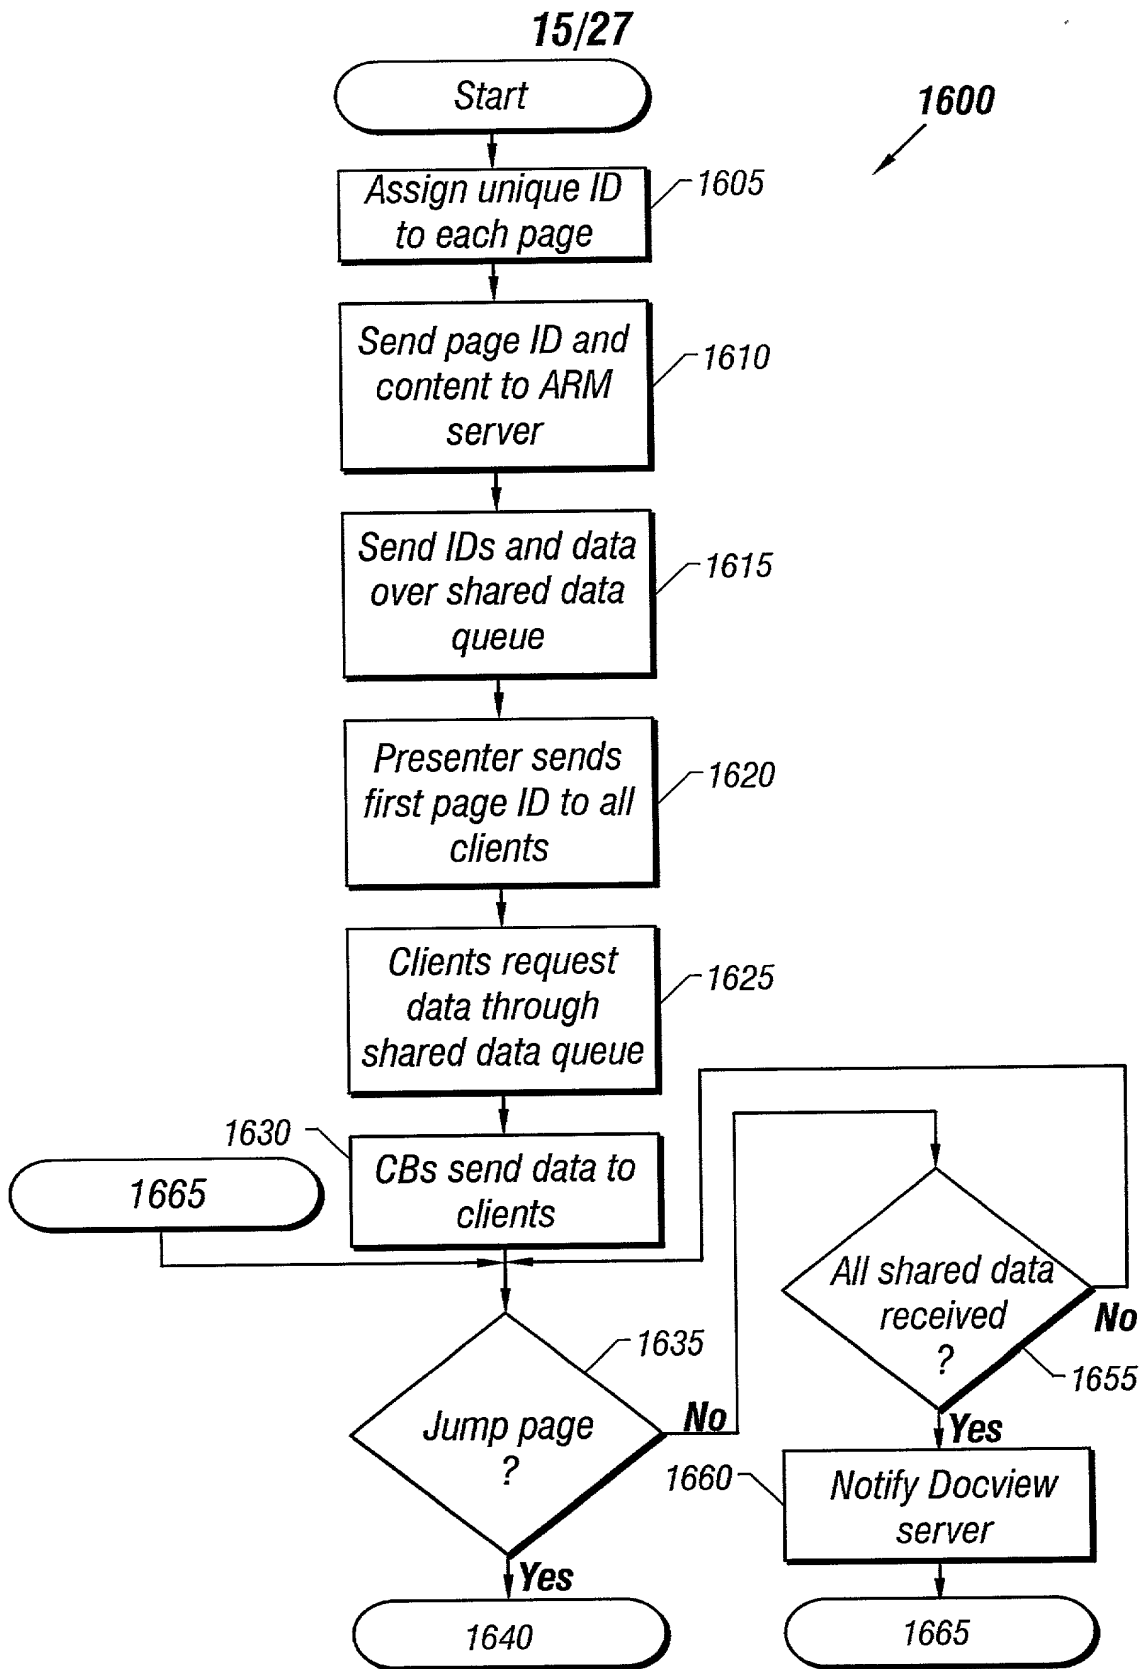 15/27
Start
1600
Assign unique ID
to each page
1605
Send page ID and
content to ARM
server
1610
Send IDs and data
over shared data
queue
1615
Presenter sends
first page ID to all
clients
1620
Clients request
data through
shared data queue
1625
1630
CBs send data to
clients
1665
Jump page
?
1635
No
Yes
1640
All shared data
received
?
No
1655
Yes
1660
Notify Docview
server
1665